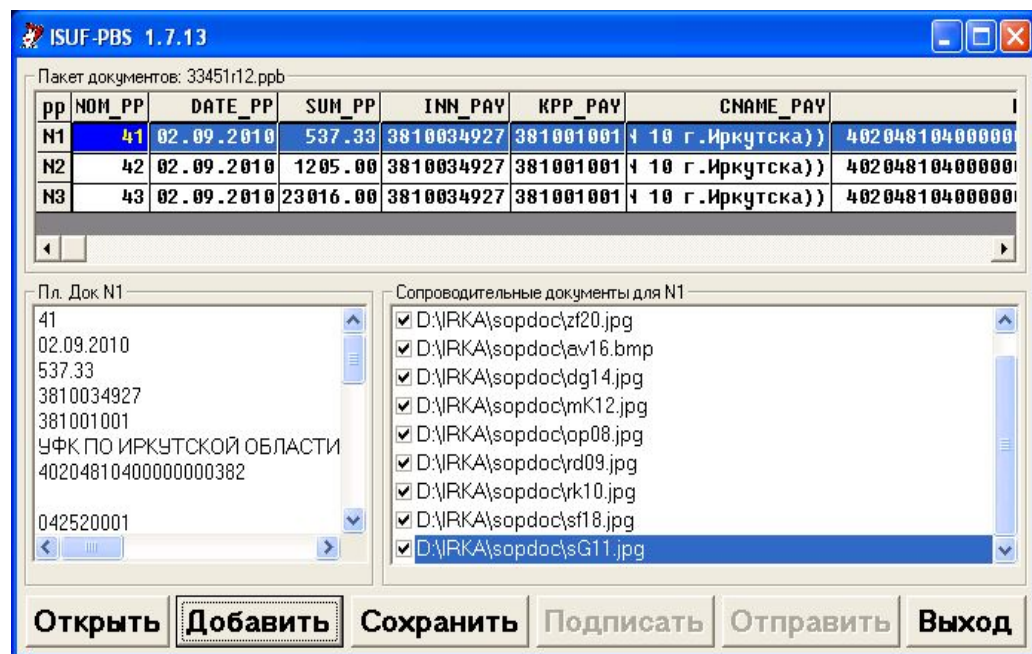 ISUF-PBS 1.7.13
Пакет документов: 33451r12.ppb
pp NOM_PP DATE_PP SUM_PP INN_PAY KPP_PAY CNAME_PAY
N1 41 02.09.2010 537.33 3810034927 381001001 10 г.Иркутска)) 40204810400000
N2 42 02.09.2010 1205.00 3810034927 381001001 10 г.Иркутска)) 40204810400000
N3 43 02.09.2010 23016.00 3810034927 381001001 10 г.Иркутска)) 40204810400000
Пл. Док N1
41
02.09.2010
537.33
3810034927
381001001
УФК ПО ИРКУТСКОЙ ОБЛАСТИ
40204810400000000382
042520001
Сопроводительные документы для N1
D:\IRKA\sopdoc\zf20.jpg
D:\IRKA\sopdoc\av16.bmp
D:\IRKA\sopdoc\dg14.jpg
D:\IRKA\sopdoc\mK12.jpg
D:\IRKA\sopdoc\op08.jpg
D:\IRKA\sopdoc\rd09.jpg
D:\IRKA\sopdoc\rk10.jpg
D:\IRKA\sopdoc\sf18.jpg
D:\IRKA\sopdoc\sG11.jpg
Открыть Добавить Сохранить Подписать Отправить Выход